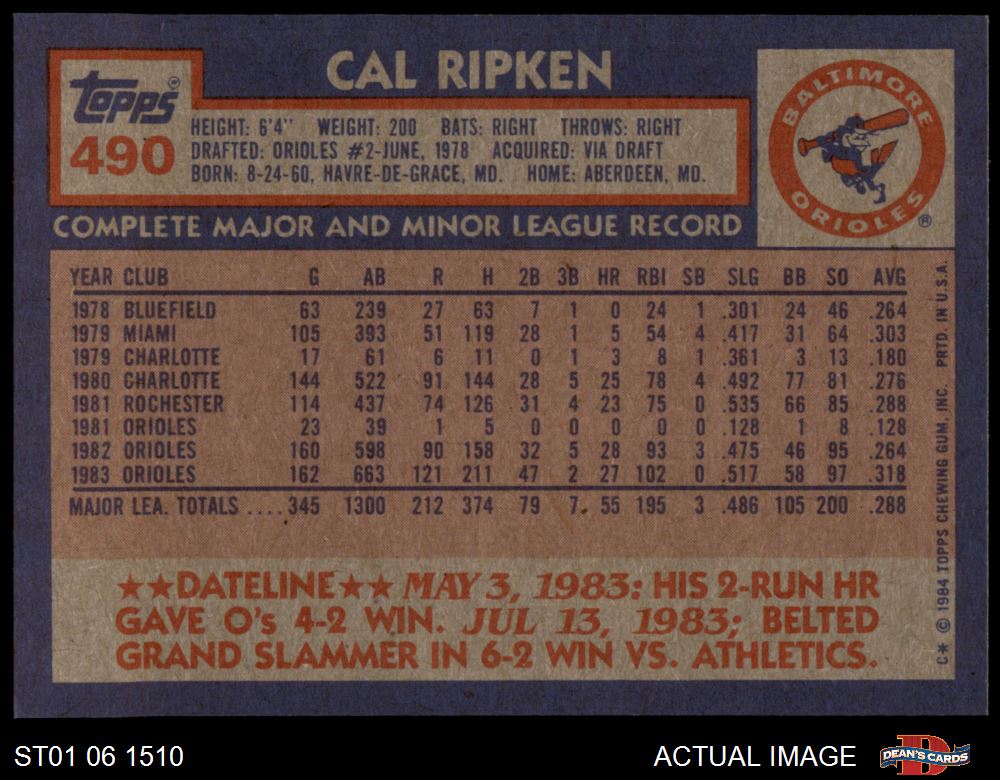 CAL RIPKEN
topps®
490
HEIGHT: 6'4'' WEIGHT: 200 BATS: RIGHT THROWS: RIGHT
DRAFTED: ORIOLES #2-JUNE, 1978 ACQUIRED: VIA DRAFT
BORN: 8-24-60, HAVRE-DE-GRACE, MD. HOME: ABERDEEN, MD.
BALTIMORE
ORIOLES
®
COMPLETE MAJOR AND MINOR LEAGUE RECORD
YEAR CLUB G AB R H 2B 3B HR RBI SB SLG BB SO AVG
1978 BLUEFIELD 63 239 27 63 7 1 0 24 1 .301 24 46 .264
1979 MIAMI 105 393 51 119 28 1 5 54 4 .417 31 64 .303
1979 CHARLOTTE 17 61 6 11 0 1 3 8 1 .361 3 13 .180
1980 CHARLOTTE 144 522 91 144 28 5 25 78 4 .492 77 81 .276
1981 ROCHESTER 114 437 74 126 31 4 23 75 0 .535 66 85 .288
1981 ORIOLES 23 39 1 5 0 0 0 0 0 .128 1 8 .128
1982 ORIOLES 160 598 90 158 32 5 28 93 3 .475 46 95 .264
1983 ORIOLES 162 663 121 211 47 2 27 102 0 .517 58 97 .318
MAJOR LEA. TOTALS ....345 1300 212 374 79 7 55 195 3 .486 105 200 .288
★★DATELINE★★ MAY 3, 1983: HIS 2-RUN HR
GAVE O's 4-2 WIN. JUL 13, 1983; BELTED
GRAND SLAMMER IN 6-2 WIN VS. ATHLETICS.
C* © 1984 TOPPS CHEWING GUM, INC. PRTD. IN U.S.A.
ST01 06 1510
ACTUAL IMAGE
DEAN'S CARDS